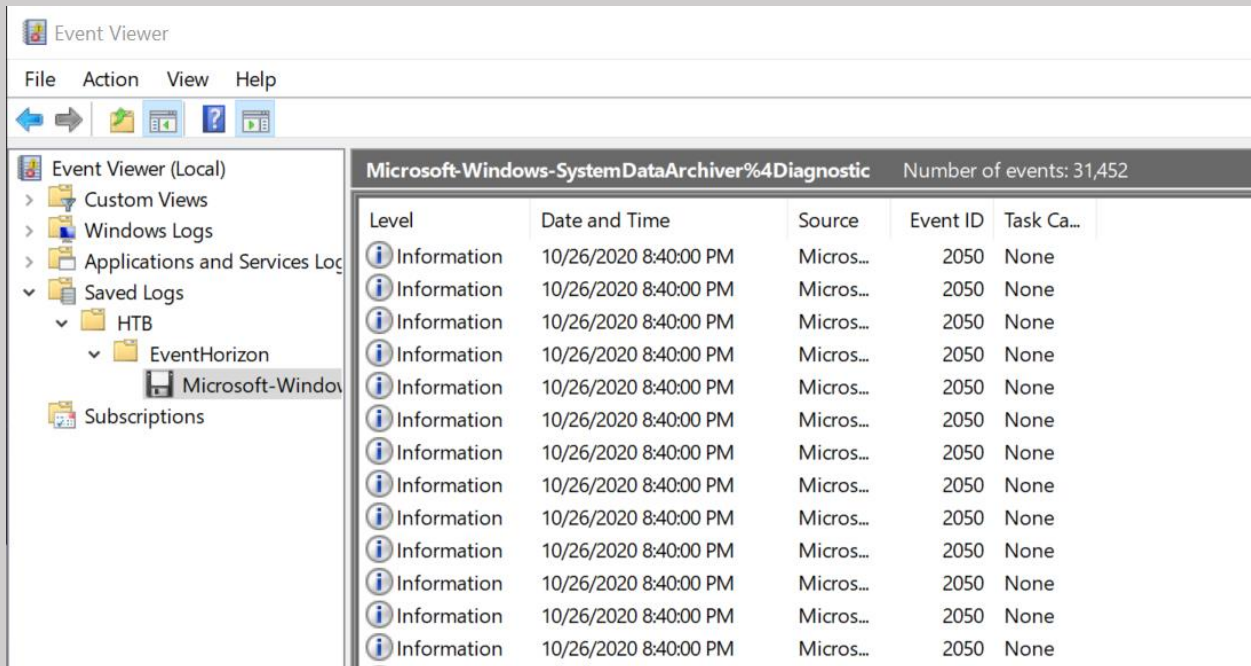 Event Viewer
File Action View Help
Event Viewer (Local)
Custom Views
Windows Logs
Applications and Services Log
Saved Logs
HTB
EventHorizon
Microsoft-Window
Subscriptions
Microsoft-Windows-SystemDataArchiver%4Diagnostic Number of events: 31,452
Level Date and Time Source Event ID Task Ca...
Information 10/26/2020 8:40:00 PM Micros... 2050 None
Information 10/26/2020 8:40:00 PM Micros... 2050 None
Information 10/26/2020 8:40:00 PM Micros... 2050 None
Information 10/26/2020 8:40:00 PM Micros... 2050 None
Information 10/26/2020 8:40:00 PM Micros... 2050 None
Information 10/26/2020 8:40:00 PM Micros... 2050 None
Information 10/26/2020 8:40:00 PM Micros... 2050 None
Information 10/26/2020 8:40:00 PM Micros... 2050 None
Information 10/26/2020 8:40:00 PM Micros... 2050 None
Information 10/26/2020 8:40:00 PM Micros... 2050 None
Information 10/26/2020 8:40:00 PM Micros... 2050 None
Information 10/26/2020 8:40:00 PM Micros... 2050 None
Information 10/26/2020 8:40:00 PM Micros... 2050 None